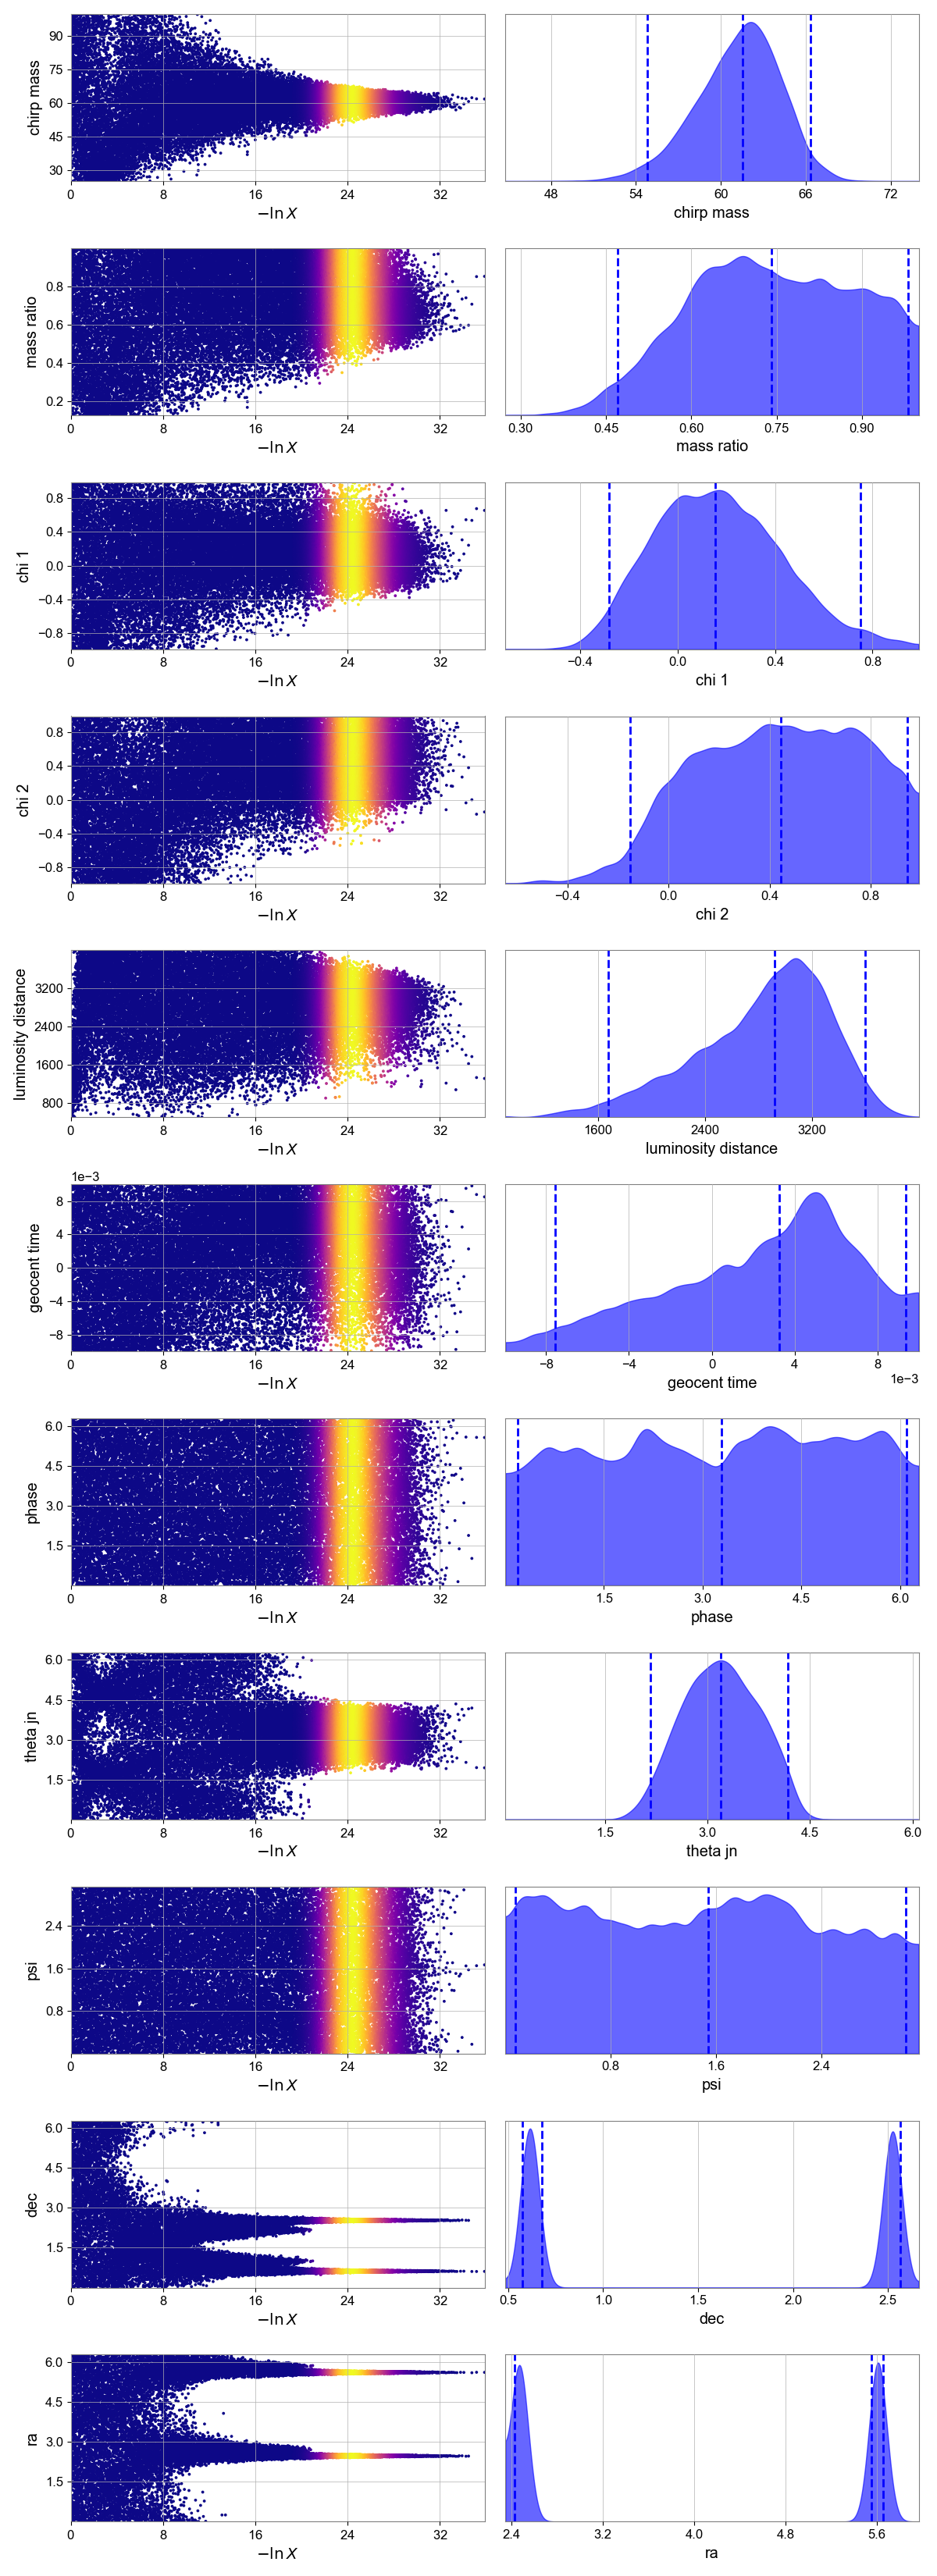 90
75
60
45
30
chirp mass
0 8 16 24 32
−ln X
48 54 60 66 72
chirp mass
0.8
0.6
0.4
0.2
mass ratio
0 8 16 24 32
−ln X
0.30 0.45 0.60 0.75 0.90
mass ratio
0.8
0.4
0.0
−0.4
−0.8
chi 1
0 8 16 24 32
−ln X
−0.4 0.0 0.4 0.8
chi 1
0.8
0.4
0.0
−0.4
−0.8
chi 2
0 8 16 24 32
−ln X
−0.4 0.0 0.4 0.8
chi 2
3200
2400
1600
800
luminosity distance
0 8 16 24 32
−ln X
1600 2400 3200
luminosity distance
1e−3
8
4
0
−4
−8
geocent time
0 8 16 24 32
−ln X
−8 −4 0 4 8
geocent time
1e−3
6.0
4.5
3.0
1.5
phase
0 8 16 24 32
−ln X
1.5 3.0 4.5 6.0
phase
6.0
4.5
3.0
1.5
theta jn
0 8 16 24 32
−ln X
1.5 3.0 4.5 6.0
theta jn
2.4
1.6
0.8
psi
0 8 16 24 32
−ln X
0.8 1.6 2.4
psi
6.0
4.5
3.0
1.5
dec
0 8 16 24 32
−ln X
0.5 1.0 1.5 2.0 2.5
dec
6.0
4.5
3.0
1.5
ra
0 8 16 24 32
−ln X
2.4 3.2 4.0 4.8 5.6
ra